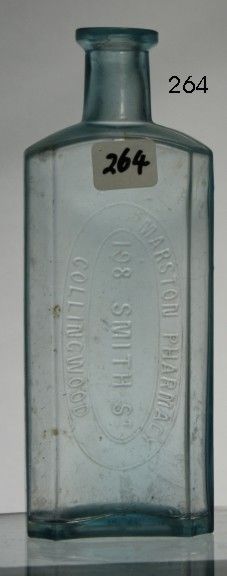 264
264
MARSTON PHARMACY
198 SMITH ST
COLLINGWOOD